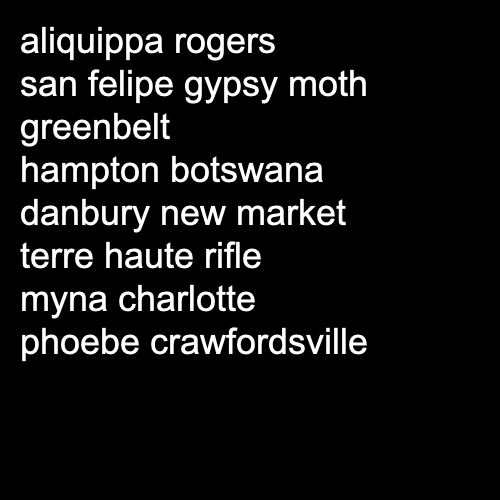 aliquippa rogers
san felipe gypsy moth
greenbelt
hampton botswana
danbury new market
terre haute rifle
myna charlotte
phoebe crawfordsville